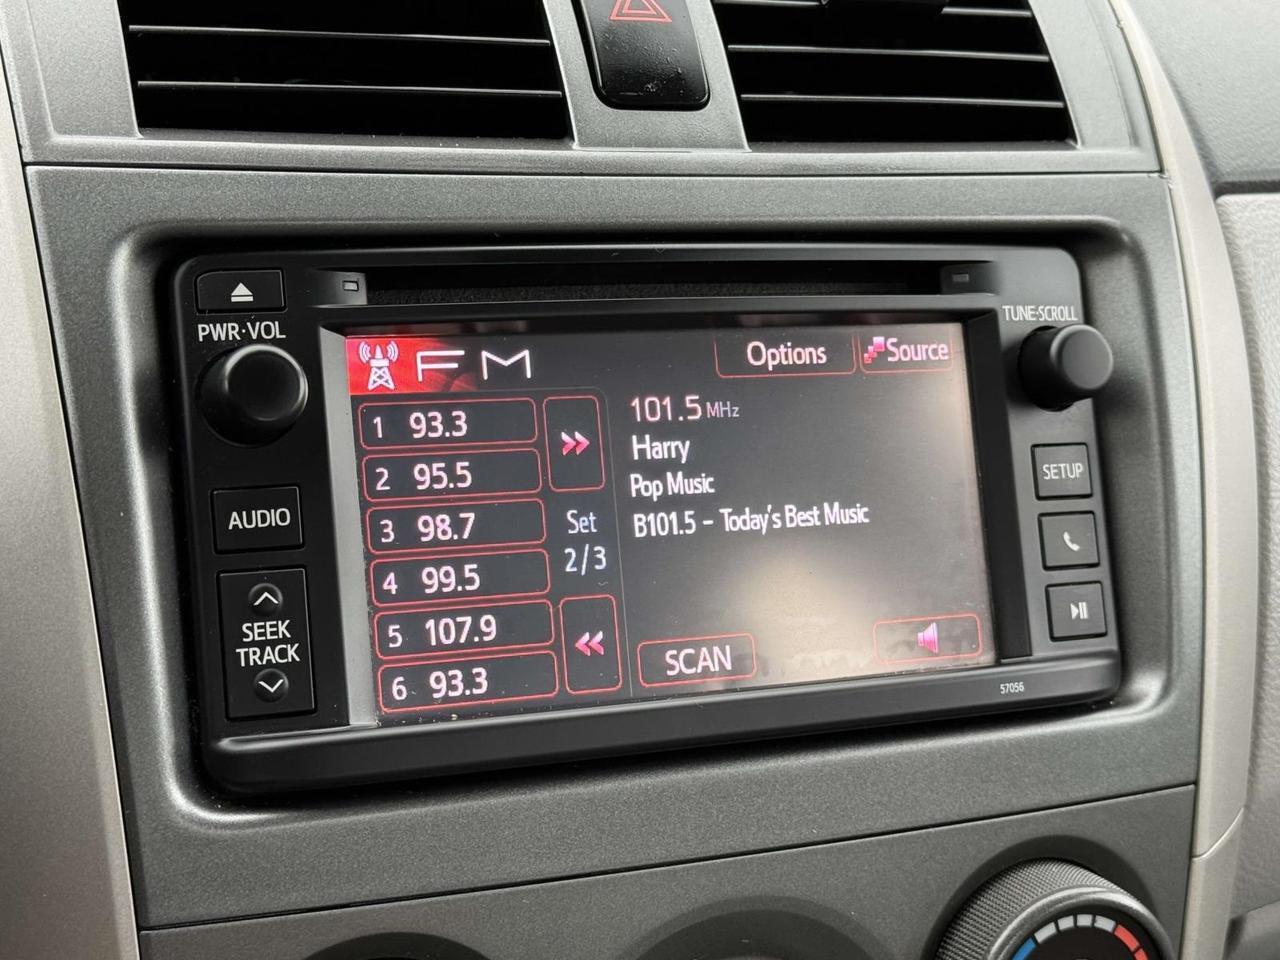 PWR·VOL
TUNE·SCROLL
FM
Options
Source
1 93.3
2 95.5
3 98.7
4 99.5
5 107.9
6 93.3
Set
2/3
101.5 MHz
Harry
Pop Music
B101.5 - Today's Best Music
SCAN
AUDIO
SEEK
TRACK
SETUP
57056